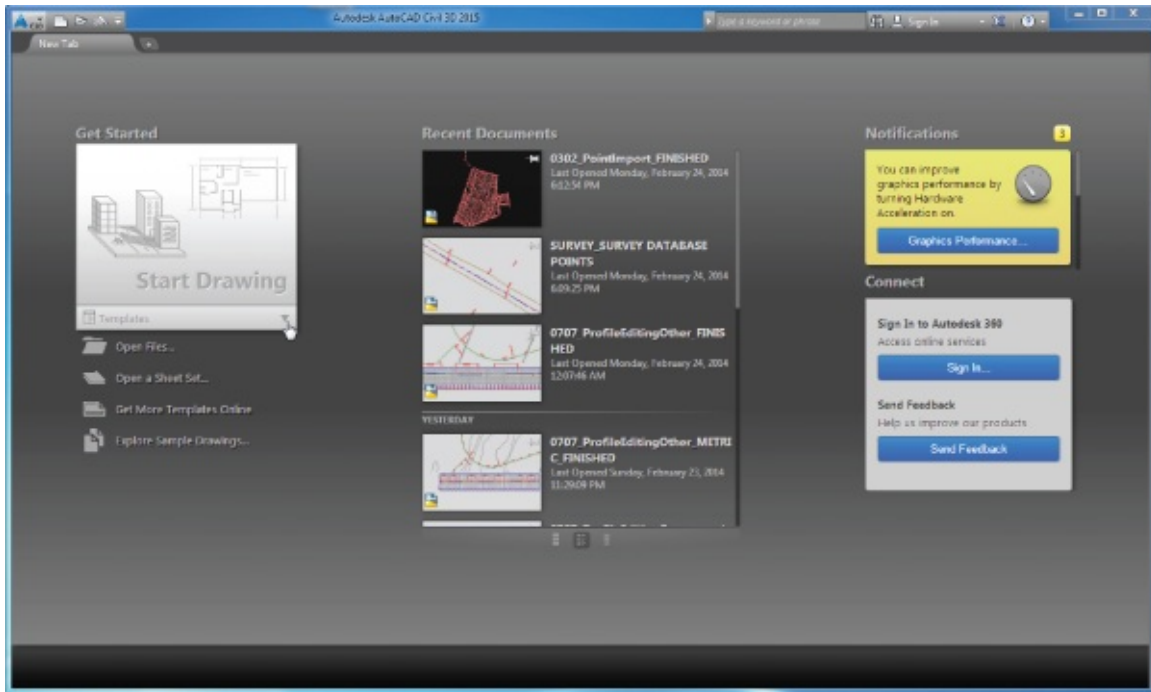 Autodesk AutoCAD Civil 3D 2015
Type a keyword or phrase
Sign In
New Tab
Get Started
Start Drawing
Templates
Open Files...
Open a Sheet Set...
Get More Templates Online
Explore Sample Drawings...
Recent Documents
0302_PointImport_FINISHED
Last Opened Monday, February 24, 2014
6:12:54 PM
SURVEY_SURVEY DATABASE
POINTS
Last Opened Monday, February 24, 2014
6:09:25 PM
0707_ProfileEditingOther_FINIS
HED
Last Opened Monday, February 24, 2014
12:07:46 AM
YESTERDAY
0707_ProfileEditingOther_METRI
C_FINISHED
Last Opened Sunday, February 23, 2014
11:29:09 PM
Notifications
3
You can improve
graphics performance by
turning Hardware
Acceleration on.
Graphics Performance...
Connect
Sign In to Autodesk 360
Access online services
Sign In...
Send Feedback
Help us improve our products
Send Feedback